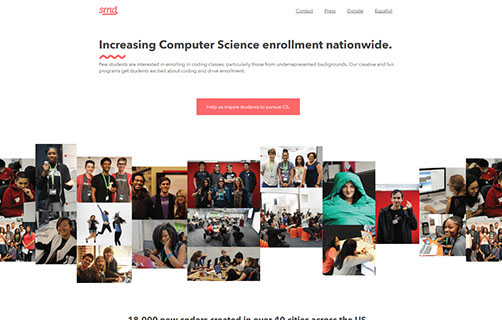 srnd
Contact Press Donate Español
Increasing Computer Science enrollment nationwide.
Few students are interested in enrolling in coding classes, particularly those from underrepresented backgrounds. Our creative and fun
programs get students excited about coding and drive enrollment.
Help us inspire students to pursue CS.
18,000 new coders created in over 40 cities across the US